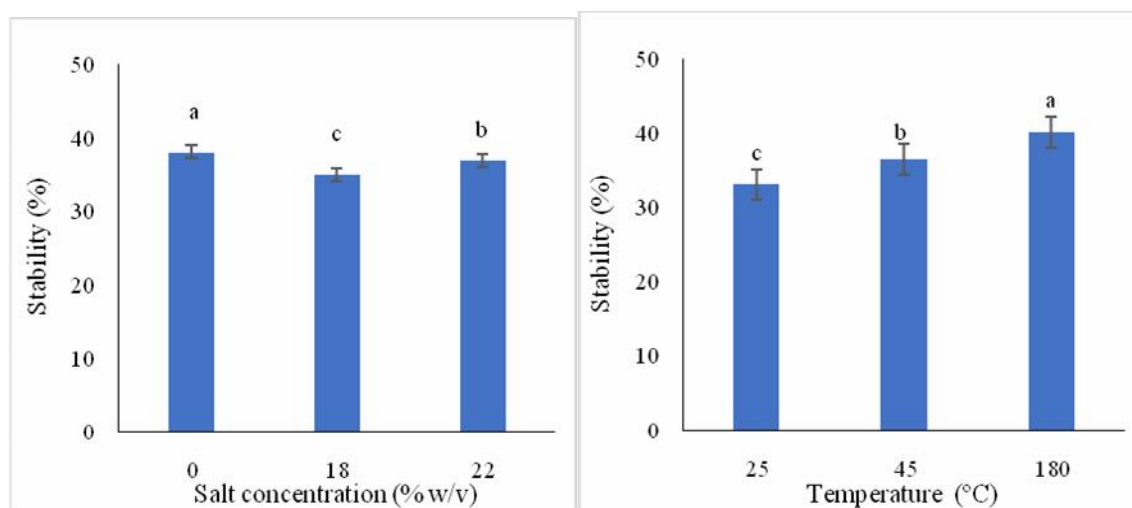 50
40
30
20
10
0
Stability (%)
a
c
b
0 18 22
Salt concentration (% w/v)
50
40
30
20
10
0
Stability (%)
c
b
a
25 45 180
Temperature (°C)